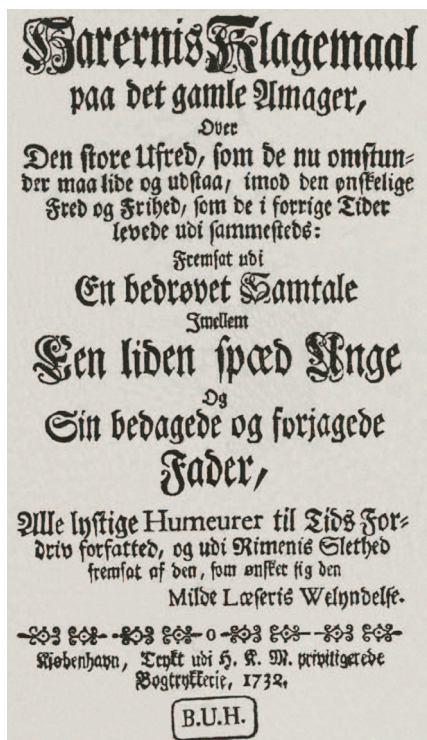 Harernis Klagemaal
paa det gamle Amager,
Over
Den store Ufred, som de nu omstun⸗
der maa lide og udstaa, imod den ønskelige
Fred og Frihed, som de i forrige Tider
levede udi sammesteds:
Fremsat udi
En bedrøvet Samtale
Imellem
Een liden spæd Unge
Og
Sin bedagede og forjagede
Fader,
Alle lystige Humeurer til Tids For⸗
driv forfatted, og udi Rimenis Slethed
fremsat af den, som ønsker sig den
Milde Læseris Welyndelse.
Kiøbenhavn, Trykt udi H. K. M. priviligerede
Bogtrykkerie, 1732.
B.U.H.